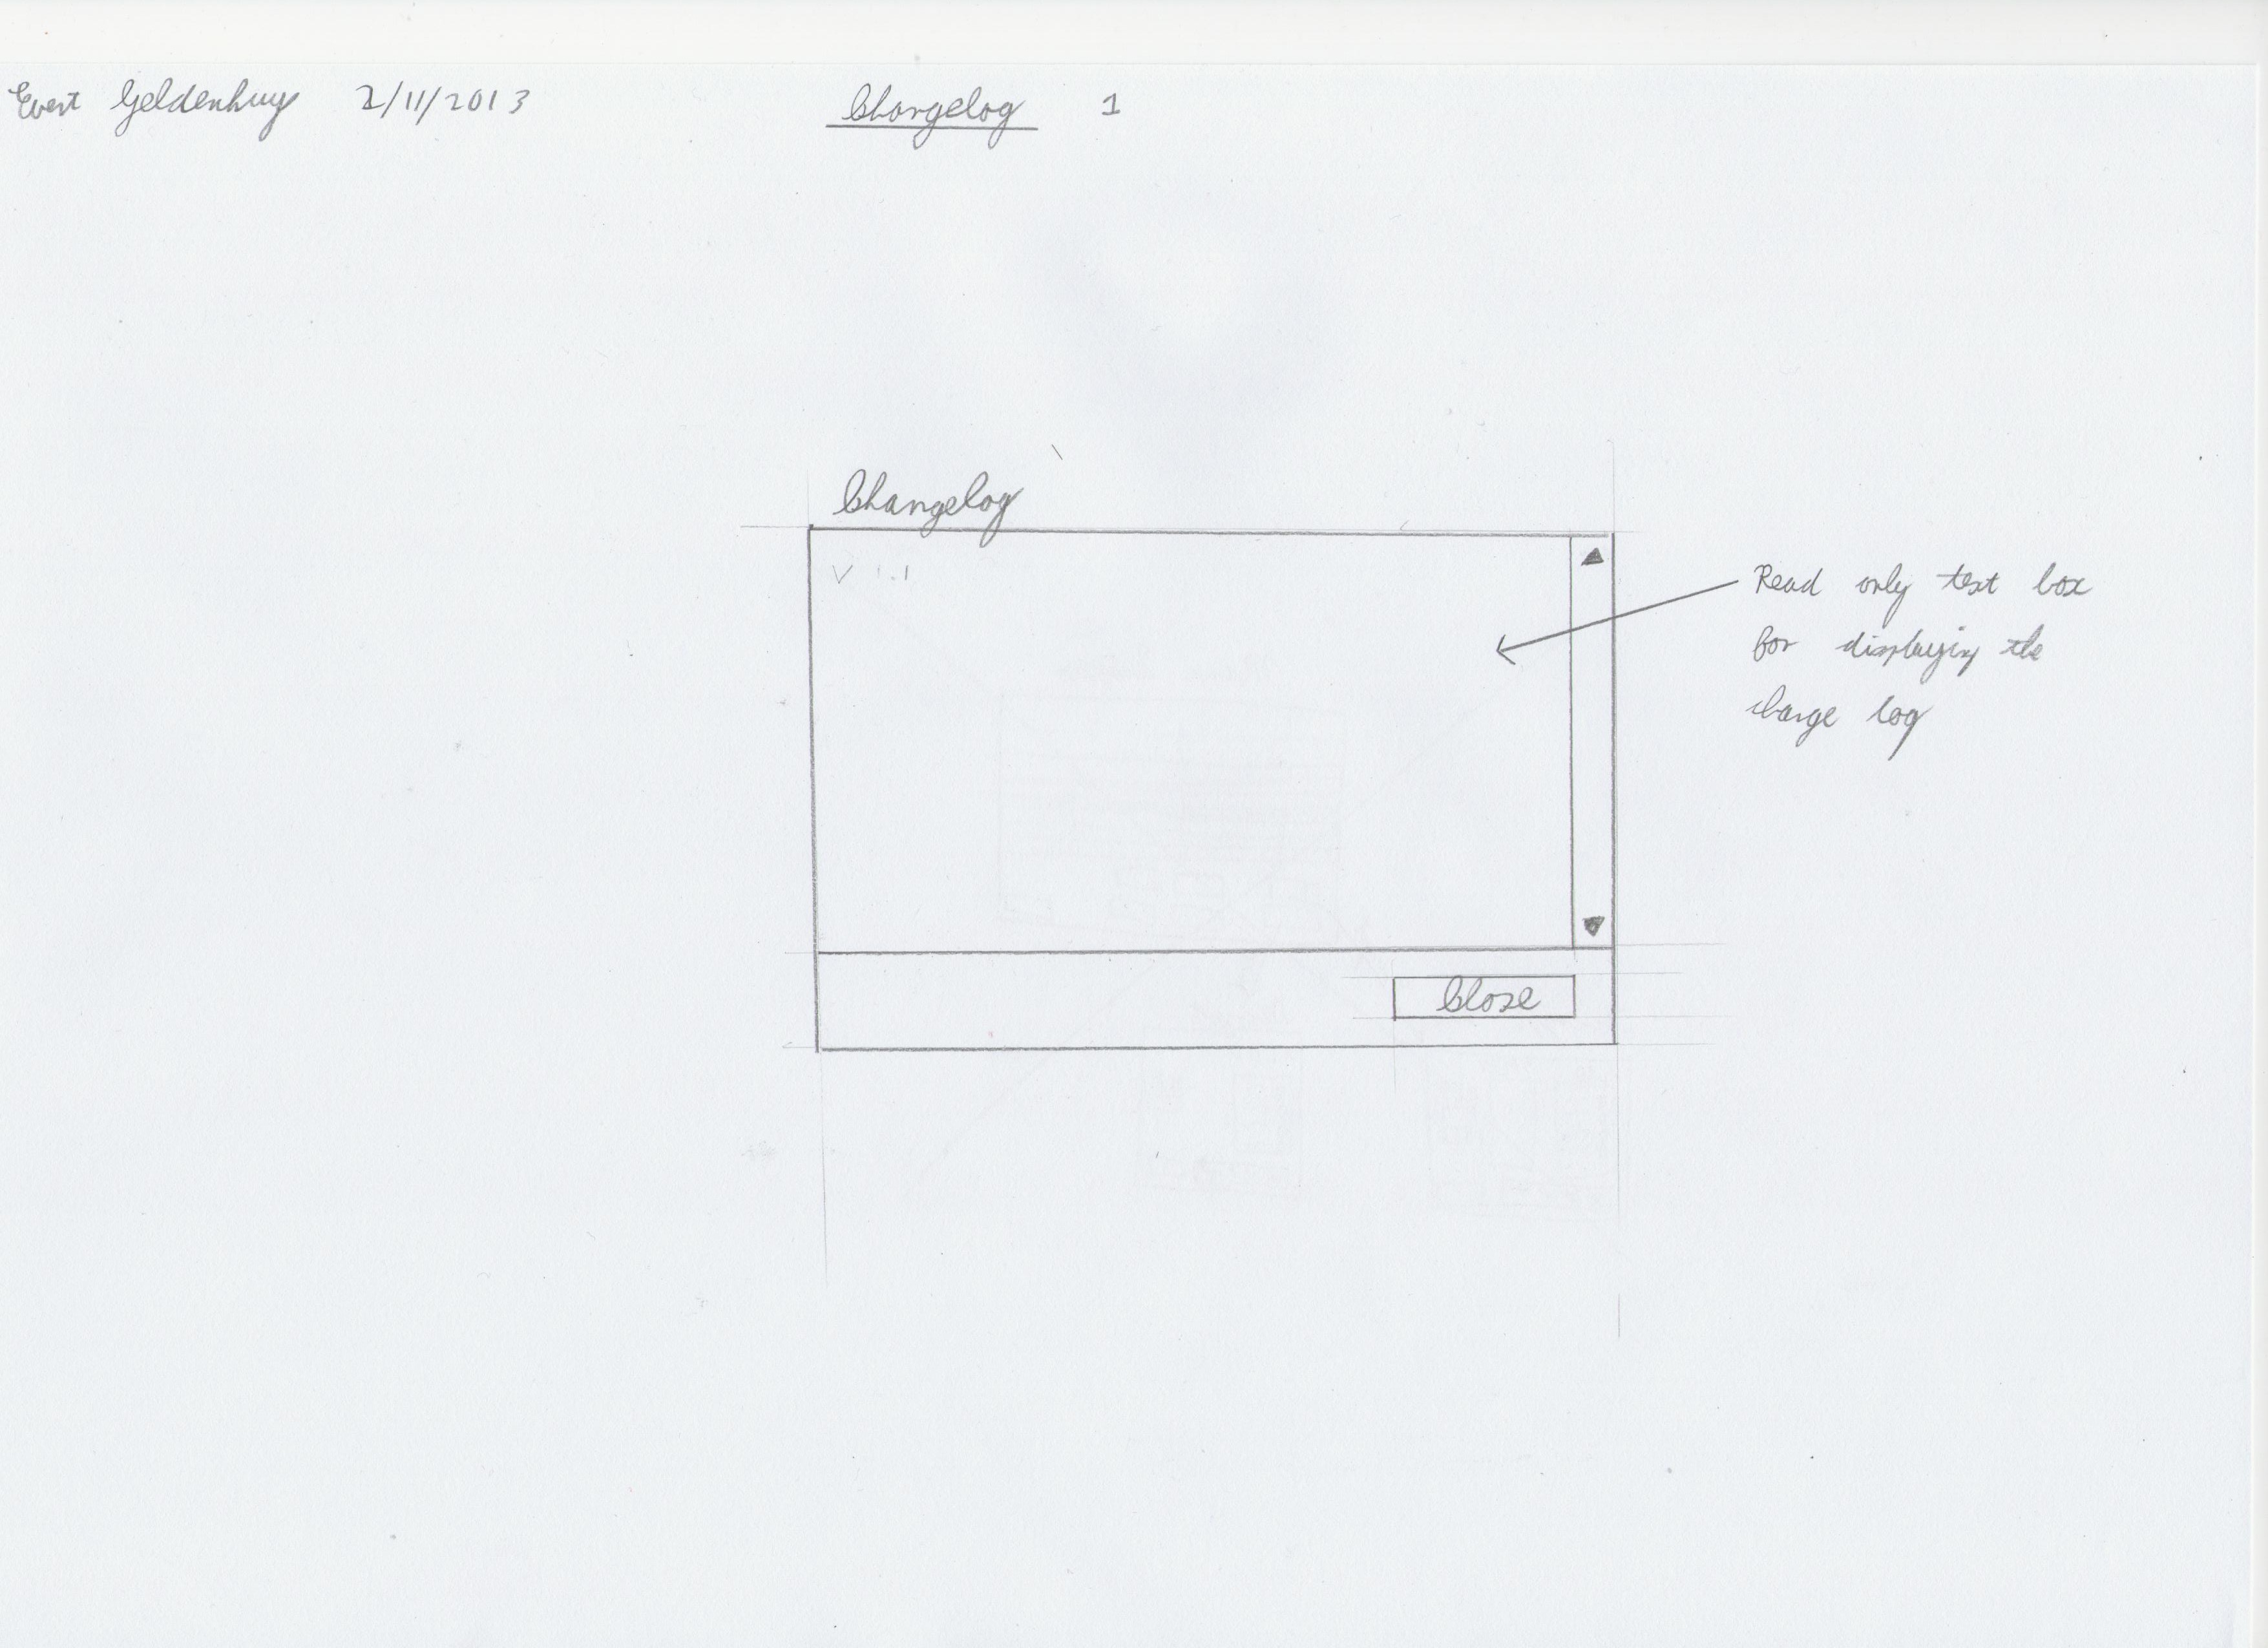 Evert Geldenhuys 2/11/2013
Changelog 1
Changelog
V 1.1
Read only text box
for displaying the
change log
Close